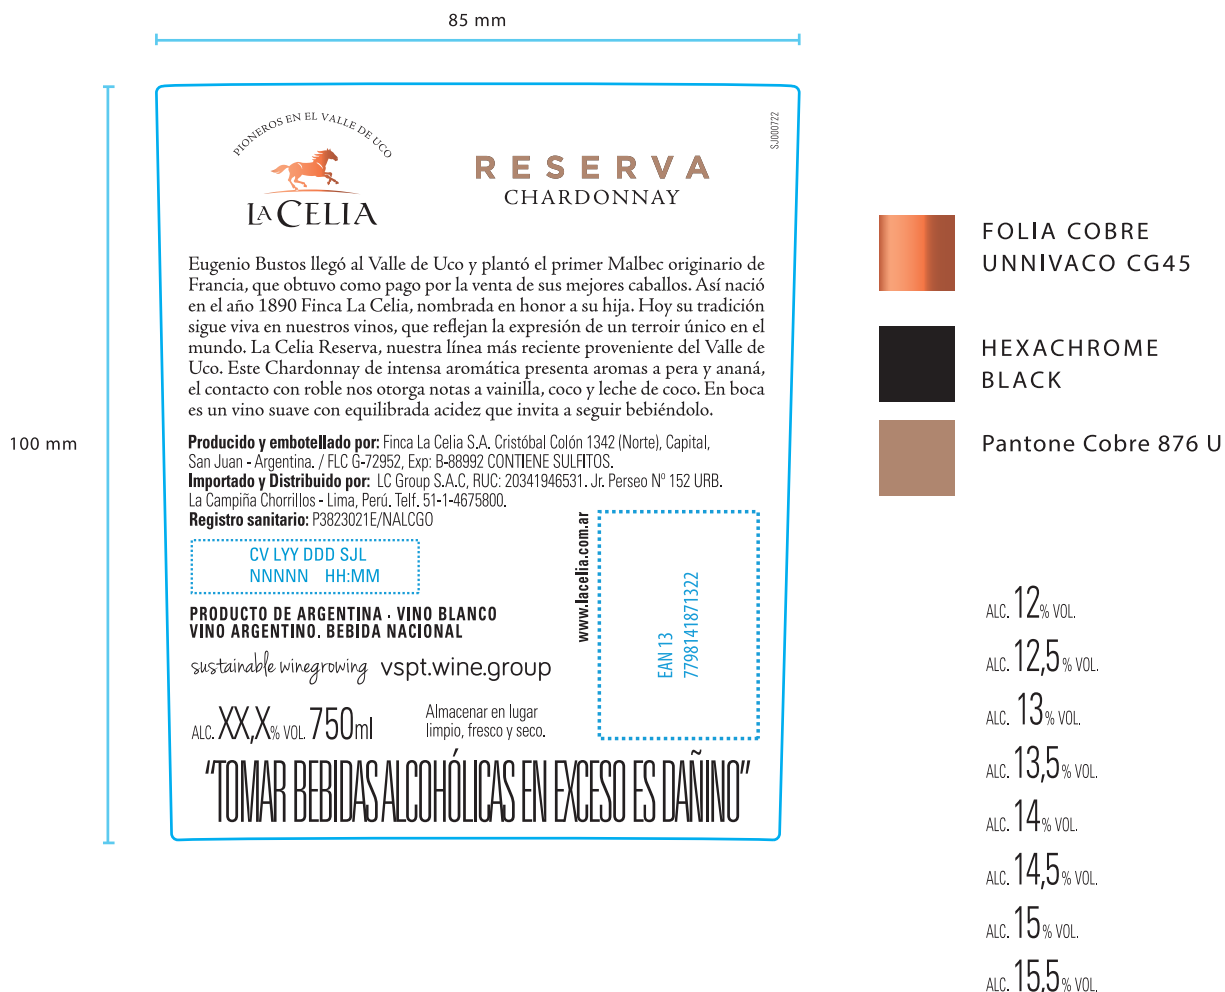 85 mm
100 mm
PIONEROS EN EL VALLE DE UCO
LA CELIA
RESERVA
CHARDONNAY
SJ000722
Eugenio Bustos llegó al Valle de Uco y plantó el primer Malbec originario de
Francia, que obtuvo como pago por la venta de sus mejores caballos. Así nació
en el año 1890 Finca La Celia, nombrada en honor a su hija. Hoy su tradición
sigue viva en nuestros vinos, que reflejan la expresión de un terroir único en el
mundo. La Celia Reserva, nuestra línea más reciente proveniente del Valle de
Uco. Este Chardonnay de intensa aromática presenta aromas a pera y ananá,
el contacto con roble nos otorga notas a vainilla, coco y leche de coco. En boca
es un vino suave con equilibrada acidez que invita a seguir bebiéndolo.
Producido y embotellado por: Finca La Celia S.A. Cristóbal Colón 1342 (Norte), Capital,
San Juan - Argentina. / FLC G-72952, Exp: B-88992 CONTIENE SULFITOS.
Importado y Distribuido por: LC Group S.A.C, RUC: 20341946531. Jr. Perseo Nº 152 URB.
La Campiña Chorrillos - Lima, Perú. Telf. 51-1-4675800.
Registro sanitario: P3823021E/NALCGO
CV LYY DDD SJL
NNNNN HH:MM
PRODUCTO DE ARGENTINA · VINO BLANCO
VINO ARGENTINO. BEBIDA NACIONAL
sustainable winegrowing vspt.wine.group
ALC. XX,X% VOL. 750ml
Almacenar en lugar
limpio, fresco y seco.
www.lacelia.com.ar
EAN 13
7798141871322
“TOMAR BEBIDAS ALCOHÓLICAS EN EXCESO ES DAÑINO”
FOLIA COBRE
UNNIVACO CG45
HEXACHROME
BLACK
Pantone Cobre 876 U
ALC. 12% VOL.
ALC. 12,5% VOL.
ALC. 13% VOL.
ALC. 13,5% VOL.
ALC. 14% VOL.
ALC. 14,5% VOL.
ALC. 15% VOL.
ALC. 15,5% VOL.